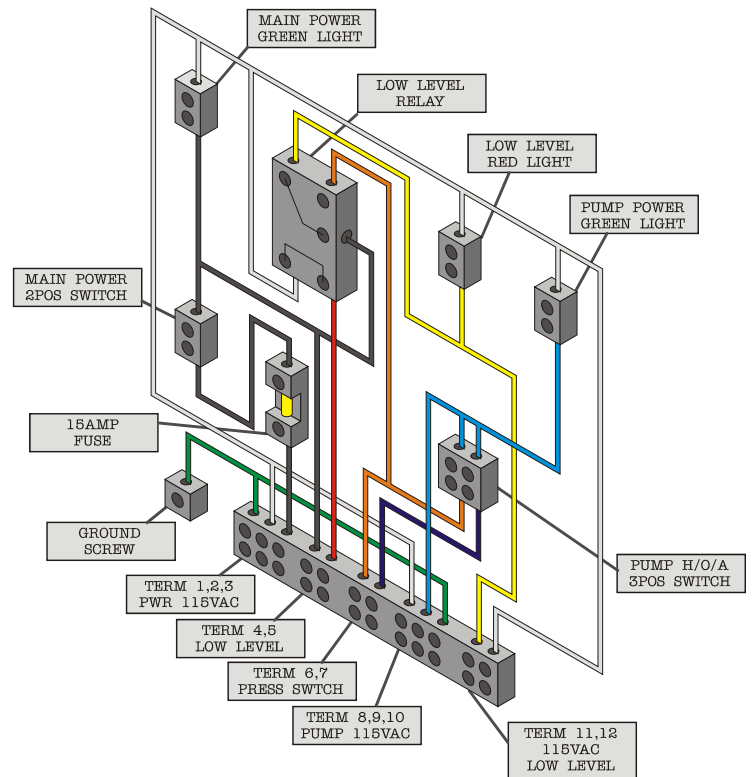 MAIN POWER
GREEN LIGHT
LOW LEVEL
RELAY
LOW LEVEL
RED LIGHT
PUMP POWER
GREEN LIGHT
MAIN POWER
2POS SWITCH
15AMP
FUSE
GROUND
SCREW
PUMP H/O/A
3POS SWITCH
TERM 1,2,3
PWR 115VAC
TERM 4,5
LOW LEVEL
TERM 6,7
PRESS SWTCH
TERM 8,9,10
PUMP 115VAC
TERM 11,12
115VAC
LOW LEVEL